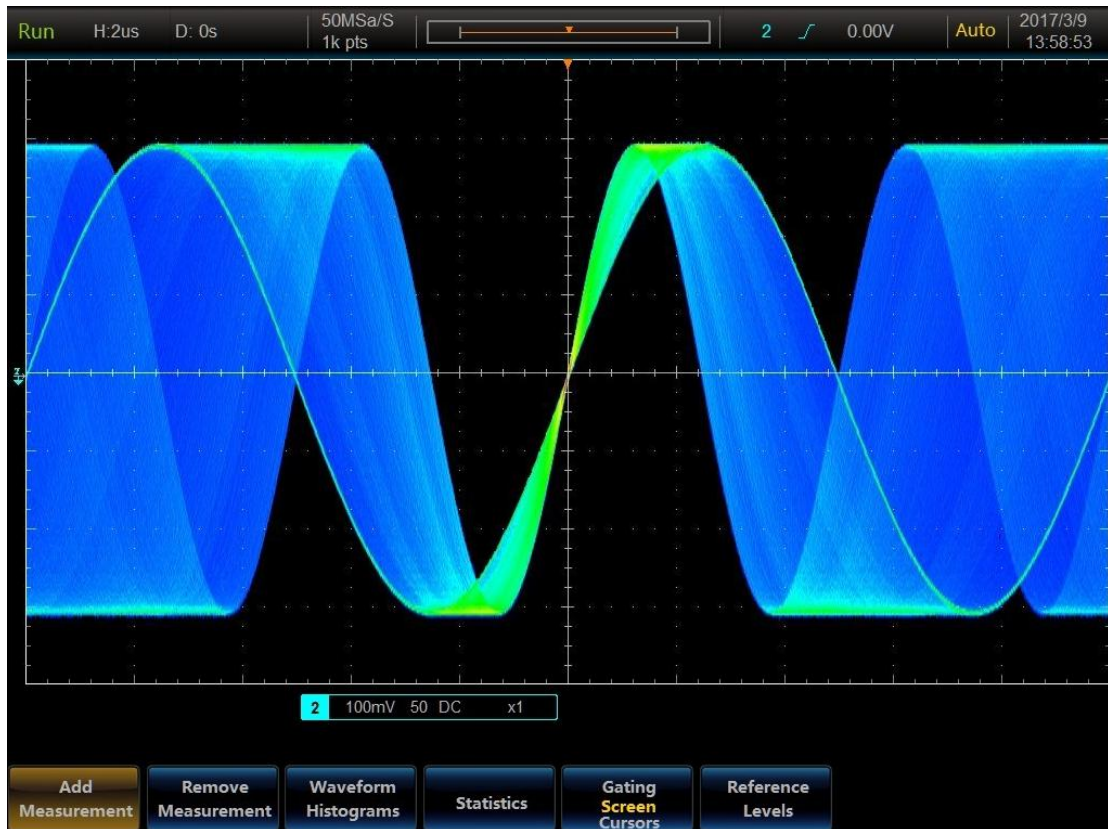 Run H:2us D: 0s 50MSa/S 2 0.00V Auto 2017/3/9
1k pts 13:58:53
2 100mV 50 DC x1
Add Remove Waveform Statistics Gating Reference
Measurement Measurement Histograms Screen Levels
Cursors